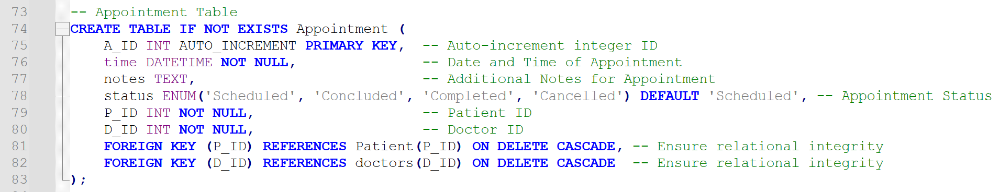 73 -- Appointment Table
74 CREATE TABLE IF NOT EXISTS Appointment (
75 A_ID INT AUTO_INCREMENT PRIMARY KEY, -- Auto-increment integer ID
76 time DATETIME NOT NULL, -- Date and Time of Appointment
77 notes TEXT, -- Additional Notes for Appointment
78 status ENUM('Scheduled', 'Concluded', 'Completed', 'Cancelled') DEFAULT 'Scheduled', -- Appointment Status
79 P_ID INT NOT NULL, -- Patient ID
80 D_ID INT NOT NULL, -- Doctor ID
81 FOREIGN KEY (P_ID) REFERENCES Patient(P_ID) ON DELETE CASCADE, -- Ensure relational integrity
82 FOREIGN KEY (D_ID) REFERENCES doctors(D_ID) ON DELETE CASCADE -- Ensure relational integrity
83 );